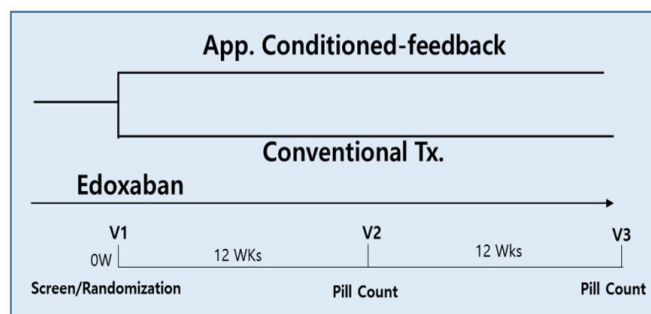 App. Conditioned-feedback
Conventional Tx.
Edoxaban
V1 V2 V3
0W 12 WKs 12 Wks
Screen/Randomization Pill Count Pill Count